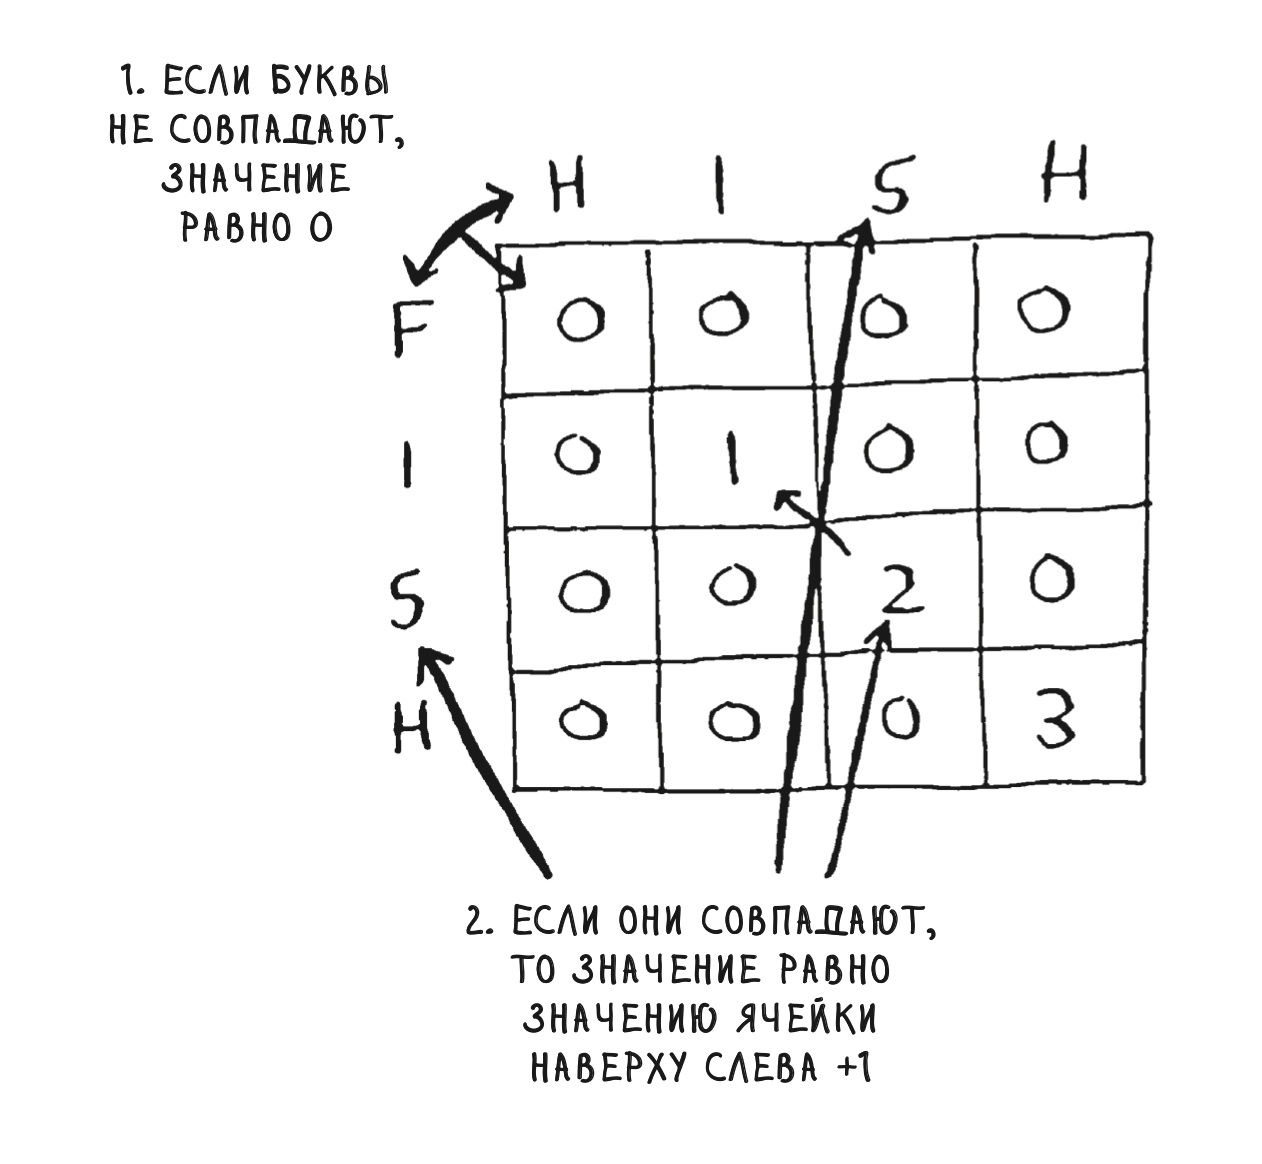 1. ЕСЛИ БУКВЫ
НЕ СОВПАДАЮТ,
ЗНАЧЕНИЕ
РАВНО 0
H I S H
F 0 0 0 0
I 0 1 0 0
S 0 0 2 0
H 0 0 0 3
2. ЕСЛИ ОНИ СОВПАДАЮТ,
ТО ЗНАЧЕНИЕ РАВНО
ЗНАЧЕНИЮ ЯЧЕЙКИ
НАВЕРХУ СЛЕВА +1